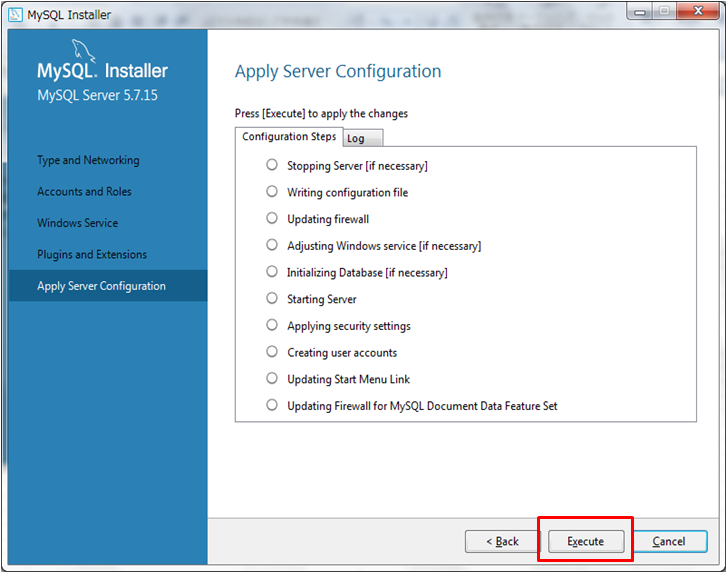 MySQL Installer
MySQL. Installer
MySQL Server 5.7.15
Type and Networking
Accounts and Roles
Windows Service
Plugins and Extensions
Apply Server Configuration
Apply Server Configuration
Press [Execute] to apply the changes
Configuration Steps
Log
Stopping Server [if necessary]
Writing configuration file
Updating firewall
Adjusting Windows service [if necessary]
Initializing Database [if necessary]
Starting Server
Applying security settings
Creating user accounts
Updating Start Menu Link
Updating Firewall for MySQL Document Data Feature Set
< Back
Execute
Cancel